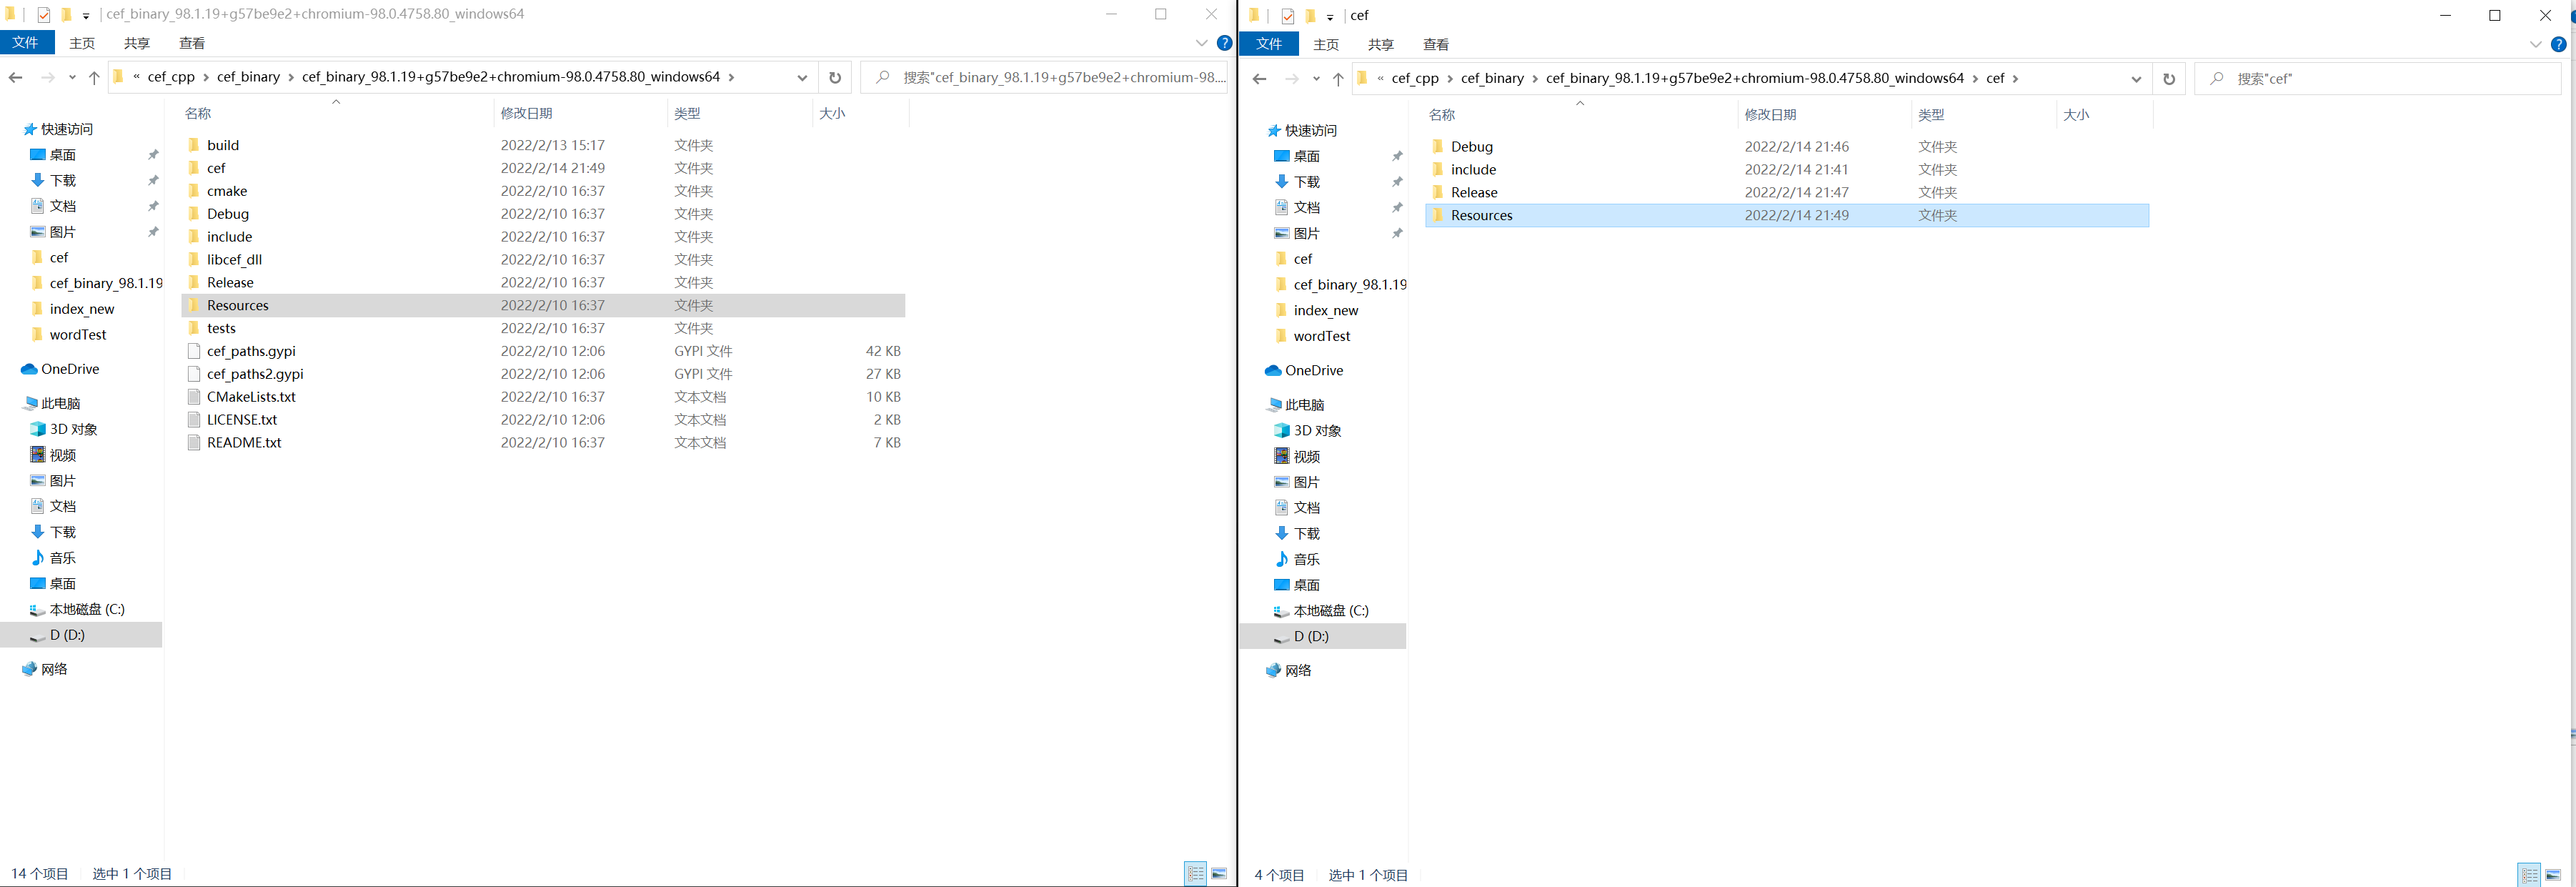 cef_binary_98.1.19+g57be9e2+chromium-98.0.4758.80_windows64
文件 主页 共享 查看
« cef_cpp › cef_binary › cef_binary_98.1.19+g57be9e2+chromium-98.0.4758.80_windows64 ›
搜索"cef_binary_98.1.19+g57be9e2+chromium-98....
快速访问
桌面
下载
文档
图片
cef
cef_binary_98.1.19
index_new
wordTest
OneDrive
此电脑
3D 对象
视频
图片
文档
下载
音乐
桌面
本地磁盘 (C:)
D (D:)
网络
名称 修改日期 类型 大小
build 2022/2/13 15:17 文件夹
cef 2022/2/14 21:49 文件夹
cmake 2022/2/10 16:37 文件夹
Debug 2022/2/10 16:37 文件夹
include 2022/2/10 16:37 文件夹
libcef_dll 2022/2/10 16:37 文件夹
Release 2022/2/10 16:37 文件夹
Resources 2022/2/10 16:37 文件夹
tests 2022/2/10 16:37 文件夹
cef_paths.gypi 2022/2/10 12:06 GYPI 文件 42 KB
cef_paths2.gypi 2022/2/10 12:06 GYPI 文件 27 KB
CMakeLists.txt 2022/2/10 16:37 文本文档 10 KB
LICENSE.txt 2022/2/10 12:06 文本文档 2 KB
README.txt 2022/2/10 16:37 文本文档 7 KB
14 个项目 选中 1 个项目
cef
文件 主页 共享 查看
« cef_cpp › cef_binary › cef_binary_98.1.19+g57be9e2+chromium-98.0.4758.80_windows64 › cef ›
搜索"cef"
快速访问
桌面
下载
文档
图片
cef
cef_binary_98.1.19
index_new
wordTest
OneDrive
此电脑
3D 对象
视频
图片
文档
下载
音乐
桌面
本地磁盘 (C:)
D (D:)
网络
名称 修改日期 类型 大小
Debug 2022/2/14 21:46 文件夹
include 2022/2/14 21:41 文件夹
Release 2022/2/14 21:47 文件夹
Resources 2022/2/14 21:49 文件夹
4 个项目 选中 1 个项目